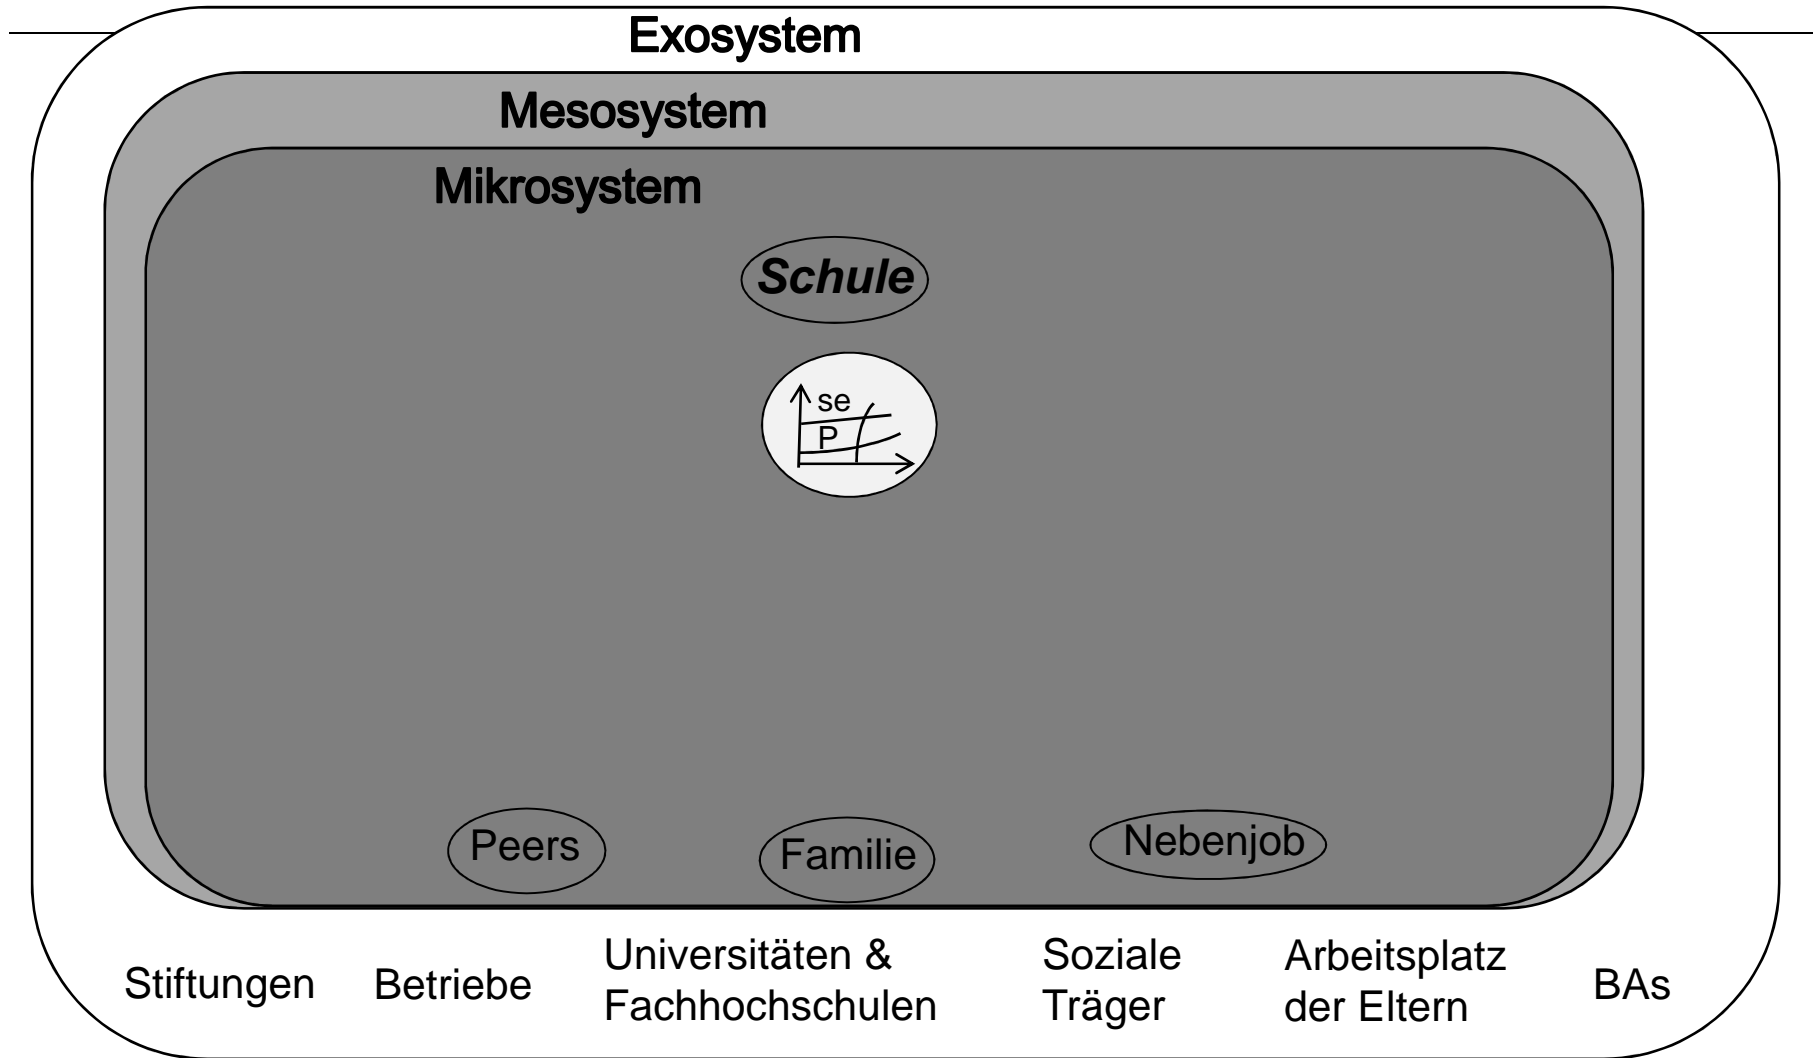 Exosystem
Mesosystem
Mikrosystem
Schule
se
P
Peers
Familie
Nebenjob
Stiftungen
Betriebe
Universitäten &
Fachhochschulen
Soziale
Träger
Arbeitsplatz
der Eltern
BAs